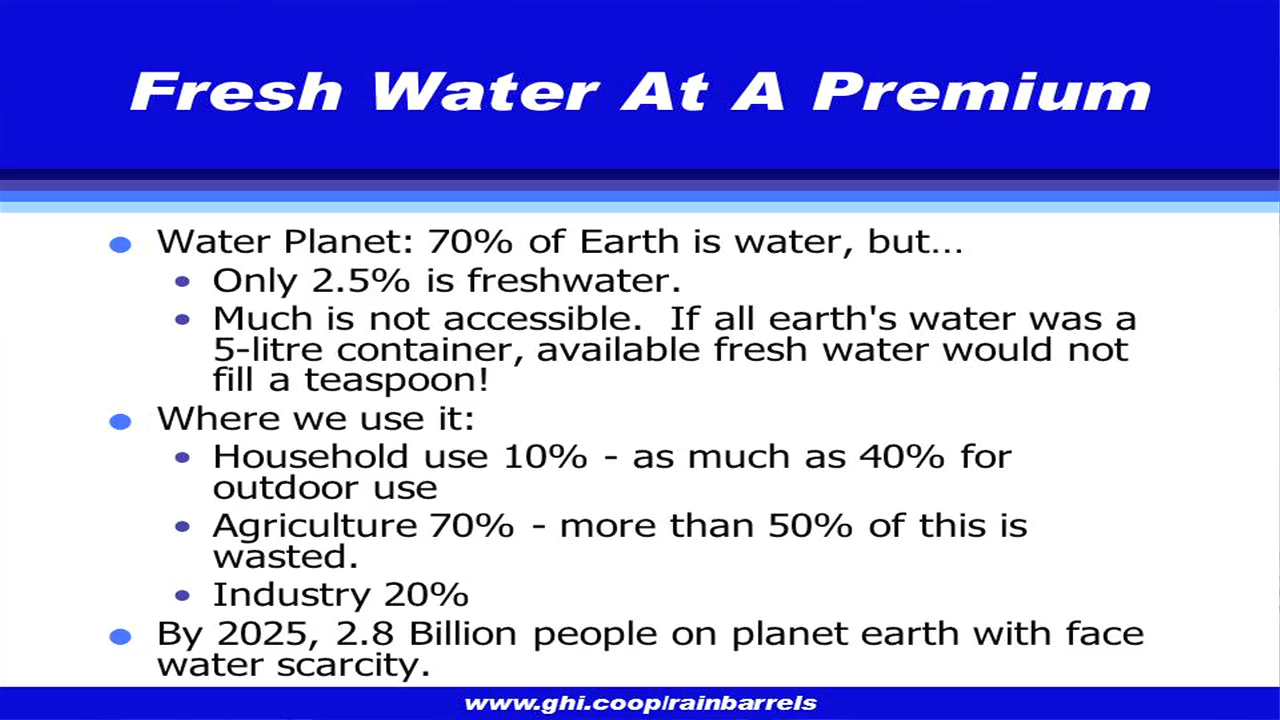 Fresh Water At A Premium
Water Planet: 70% of Earth is water, but...
Only 2.5% is freshwater.
Much is not accessible.  If all earth's water was a
5-litre container, available fresh water would not
fill a teaspoon!
Where we use it:
Household use 10% - as much as 40% for
outdoor use
Agriculture 70% - more than 50% of this is
wasted.
Industry 20%
By 2025, 2.8 Billion people on planet earth with face
water scarcity.
www.ghi.coop/rainbarrels